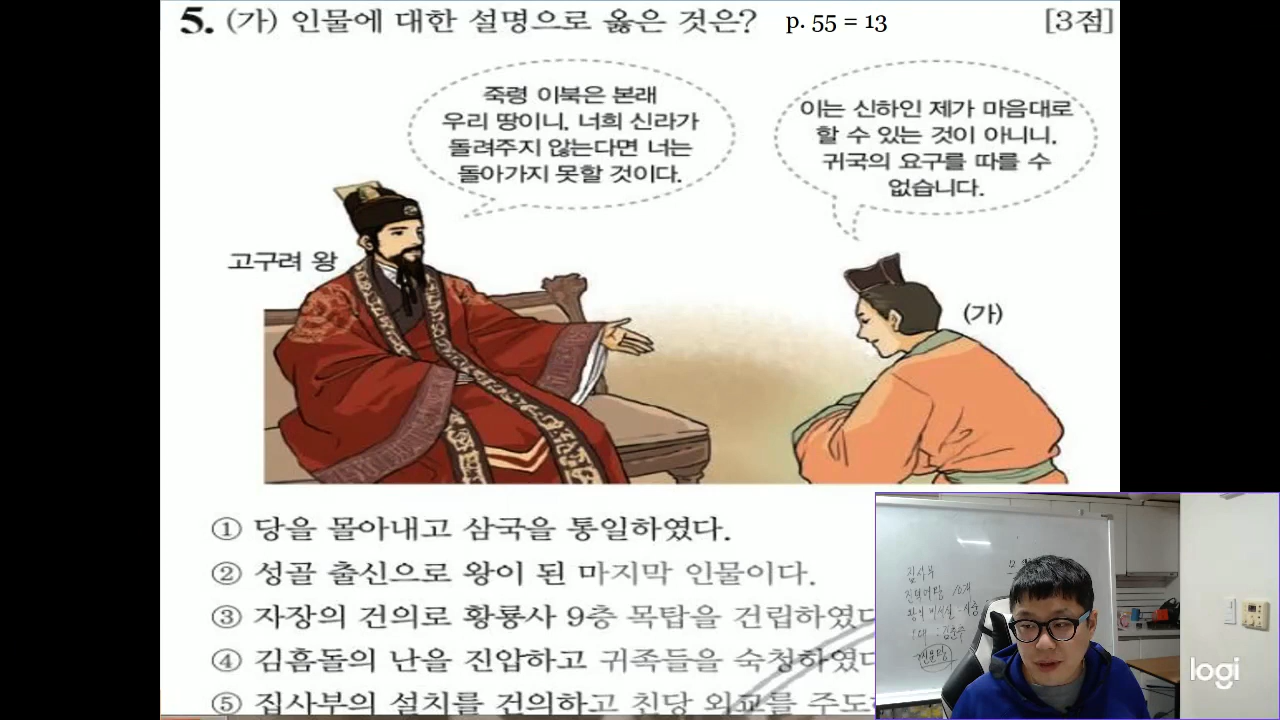 5. (가) 인물에 대한 설명으로 옳은 것은? p. 55 = 13 [3점]
죽령 이북은 본래
우리 땅이니, 너희 신라가
돌려주지 않는다면 너는
돌아가지 못할 것이다.
이는 신하인 제가 마음대로
할 수 있는 것이 아니니,
귀국의 요구를 따를 수
없습니다.
고구려 왕
(가)
① 당을 몰아내고 삼국을 통일하였다.
② 성골 출신으로 왕이 된 마지막 인물이다.
③ 자장의 건의로 황룡사 9층 목탑을 건립하였다
④ 김흠돌의 난을 진압하고 귀족들을 숙청하였다
⑤ 집사부의 설치를 건의하고 친당 외교를 주도
집사부
logi